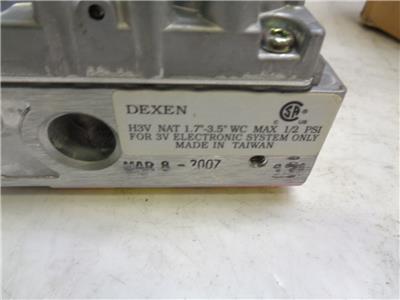 DEXEN
H3V NAT 1.7"-3.5" WC MAX 1/2 PSI
FOR 3V ELECTRONIC SYSTEM ONLY
MADE IN TAIWAN
MAR 8 - 2007